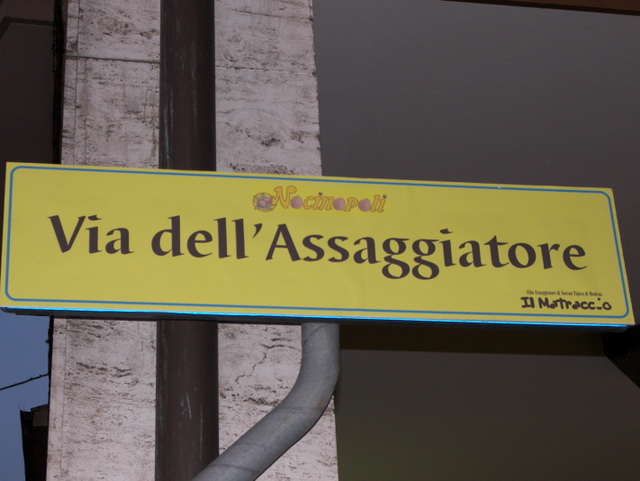 Nocinopoli
Via dell'Assaggiatore
Il Matraccio